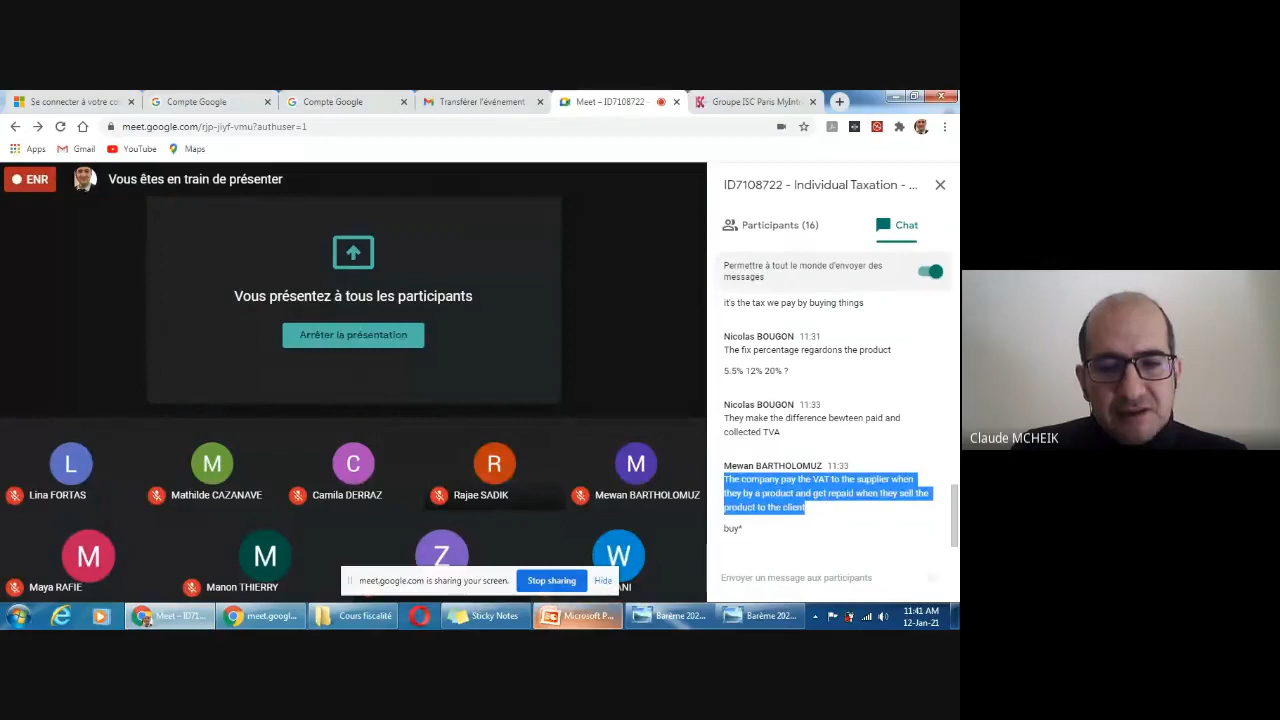 Se connecter à votre co
Compte Google
Compte Google
Transférer l'événement
Meet – ID7108722 -
Groupe ISC Paris MyIntr
meet.google.com/rjp-jiyf-vmu?authuser=1
Apps
Gmail
YouTube
Maps
ENR
Vous êtes en train de présenter
Vous présentez à tous les participants
Arrêter la présentation
L
Lina FORTAS
M
Mathilde CAZANAVE
C
Camila DERRAZ
R
Rajae SADIK
M
Mewan BARTHOLOMUZ
M
Maya RAFIE
M
Manon THIERRY
Z
W
ANI
meet.google.com is sharing your screen.
Stop sharing
Hide
ID7108722 - Individual Taxation - ...
Participants (16)
Chat
Permettre à tout le monde d'envoyer des
messages
it's the tax we pay by buying things
Nicolas BOUGON 11:31
The fix percentage regardons the product
5.5% 12% 20% ?
Nicolas BOUGON 11:33
They make the difference bewteen paid and
collected TVA
Mewan BARTHOLOMUZ 11:33
The company pay the VAT to the supplier when
they by a product and get repaid when they sell the
product to the client
buy*
Envoyer un message aux participants
Meet – ID71...
meet.googl...
Cours fiscalité
Sticky Notes
Microsoft P...
Barème 202...
Barème 202...
11:41 AM
12-Jan-21
Claude MCHEIK